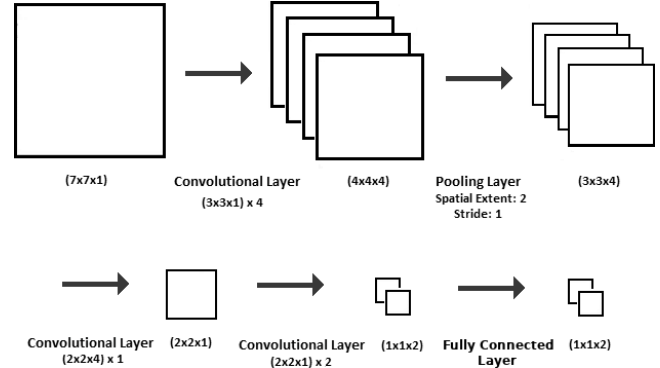 (7x7x1)
Convolutional Layer
(3x3x1) x 4
(4x4x4)
Pooling Layer
Spatial Extent: 2
Stride: 1
(3x3x4)
Convolutional Layer
(2x2x4) x 1
(2x2x1)
Convolutional Layer
(2x2x1) x 2
(1x1x2)
Fully Connected
Layer
(1x1x2)